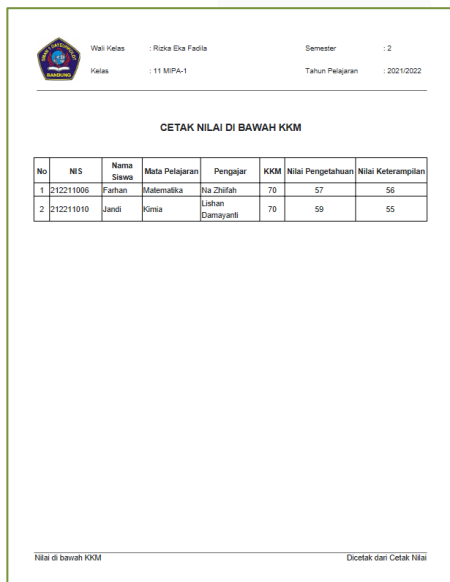 Wali Kelas : Rizka Eka Fadila Semester : 2
Kelas : 11 MIPA-1 Tahun Pelajaran : 2021/2022
BANDUNG
CETAK NILAI DI BAWAH KKM
No NIS Nama Siswa Mata Pelajaran Pengajar KKM Nilai Pengetahuan Nilai Keterampilan
1 212211006 Farhan Matematika Na Zhiifah 70 57 56
2 212211010 Jandi Kimia Lishan Damayanti 70 59 55
Nilai di bawah KKM Dicetak dari Cetak Nilai